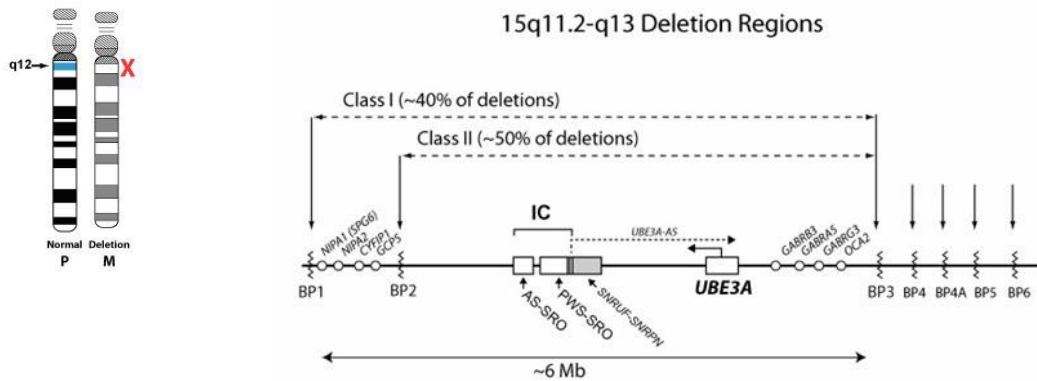 15q11.2-q13 Deletion Regions
q12
X
Normal Deletion
P M
Class I (~40% of deletions)
Class II (~50% of deletions)
IC
UBE3A-AS
NIPA1 (SPG6)
NIPA2
CYFIP1
GCP5
GABRB3
GABRA5
GABRG3
OCA2
BP1
BP2
UBE3A
BP3
BP4
BP4A
BP5
BP6
AS-SRO
PWS-SRO
SNRUF-SNRPN
~6 Mb